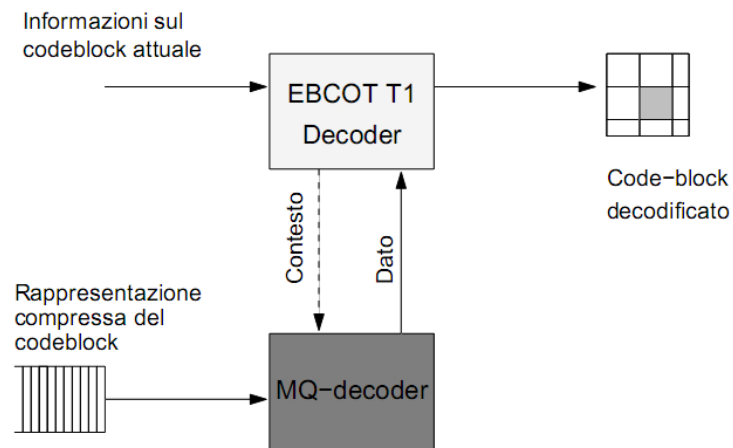 Informazioni sul
codeblock attuale
EBCOT T1
Decoder
Code−block
decodificato
Contesto
Dato
Rappresentazione
compressa del
codeblock
MQ−decoder